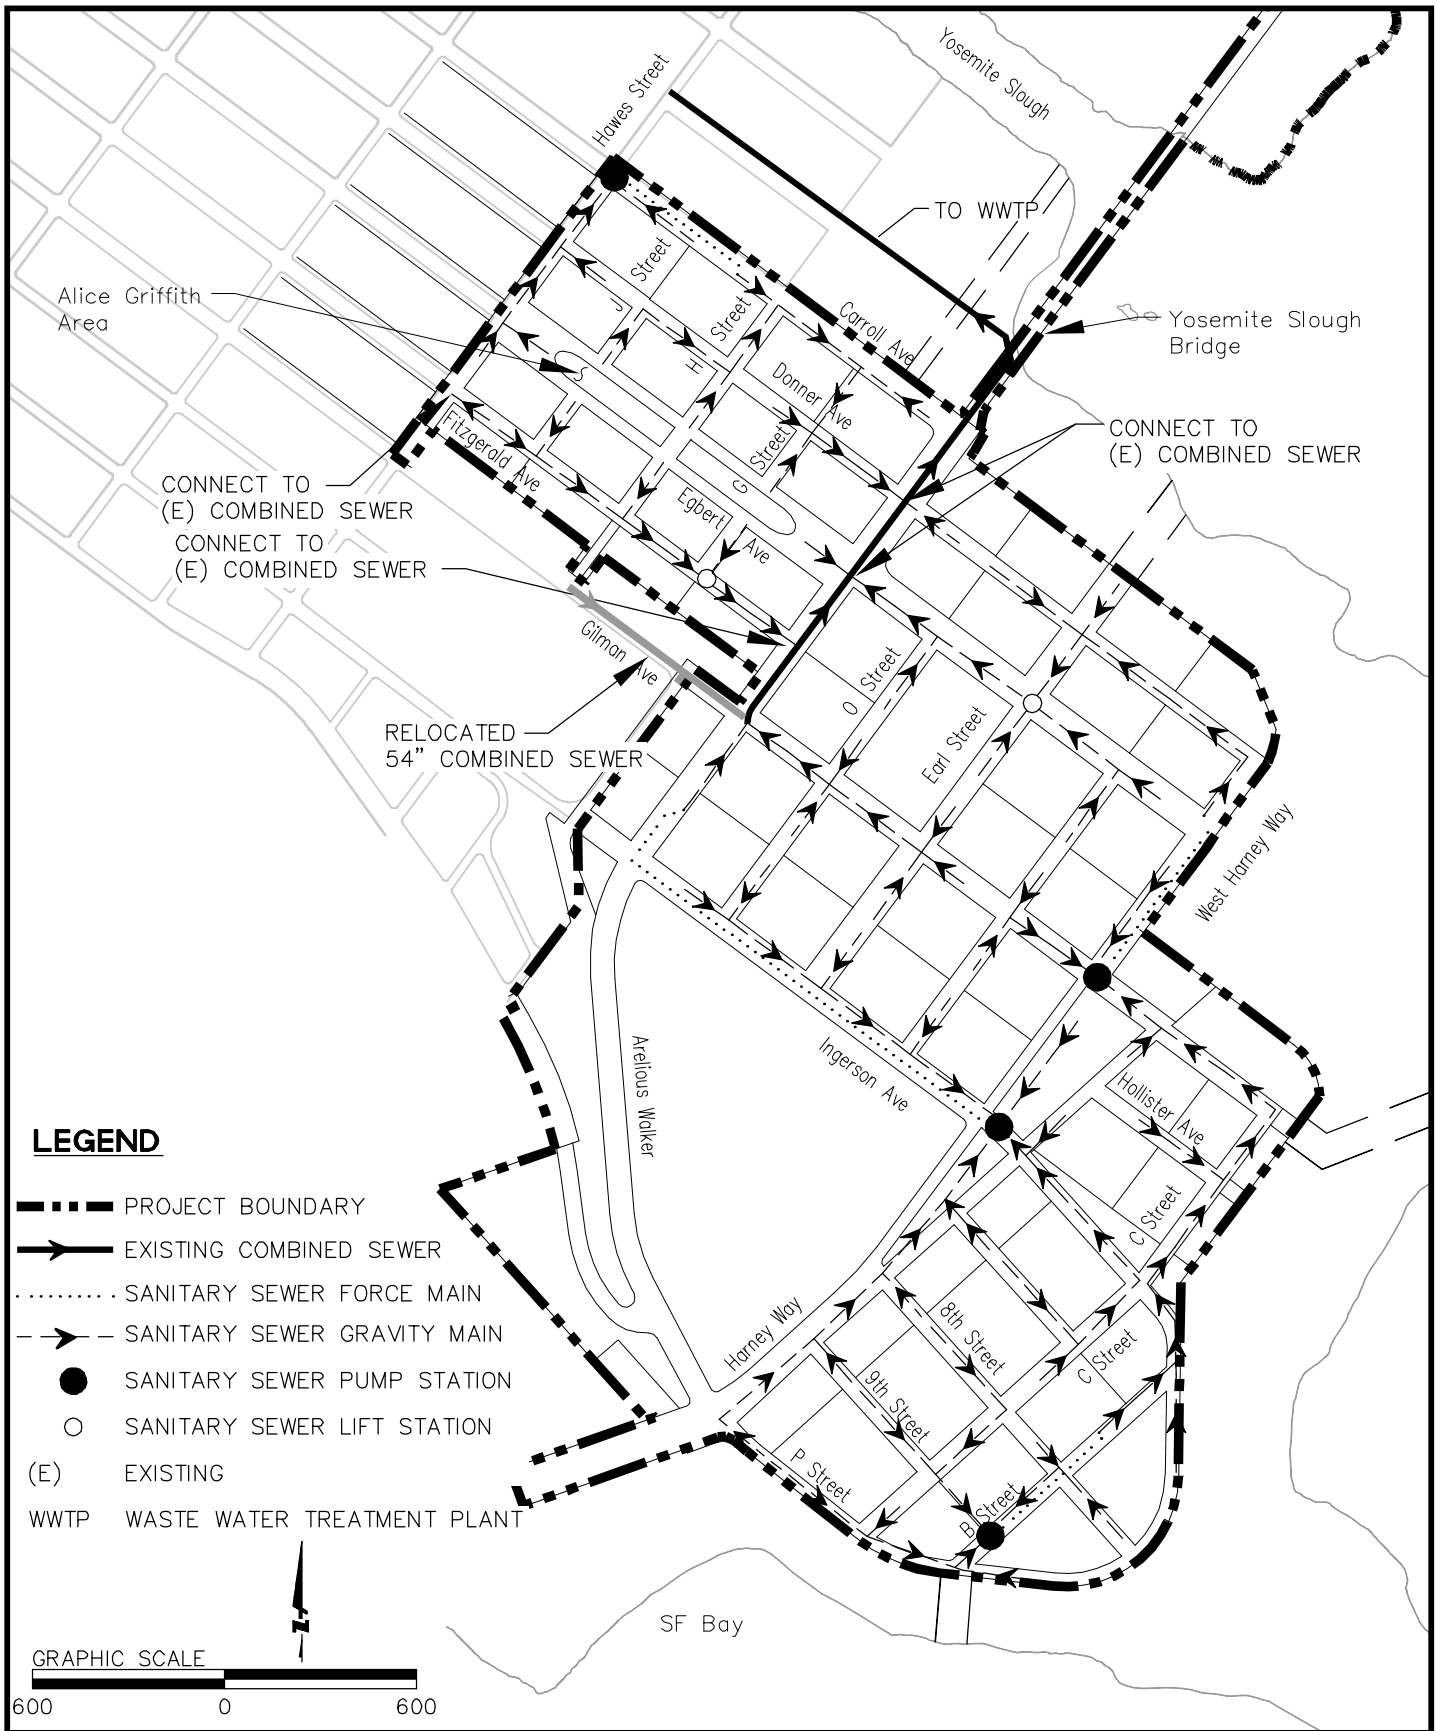 Hawes Street
Yosemite Slough
TO WWTP
Alice Griffith
Area
Street
J
Street
H
Carroll Ave
Yosemite Slough
Bridge
Donner Ave
Fitzgerald Ave
Street
G
CONNECT TO
(E) COMBINED SEWER
CONNECT TO
(E) COMBINED SEWER
Egbert Ave
CONNECT TO
(E) COMBINED SEWER
Gilman Ave
O Street
Earl Street
RELOCATED
54" COMBINED SEWER
West Harney Way
Arelious Walker
Ingerson Ave
Hollister Ave
C Street
Harney Way
8th Street
C Street
9th Street
P Street
B Street
SF Bay
LEGEND
PROJECT BOUNDARY
EXISTING COMBINED SEWER
SANITARY SEWER FORCE MAIN
SANITARY SEWER GRAVITY MAIN
SANITARY SEWER PUMP STATION
SANITARY SEWER LIFT STATION
(E) EXISTING
WWTP WASTE WATER TREATMENT PLANT
N
GRAPHIC SCALE
600 0 600